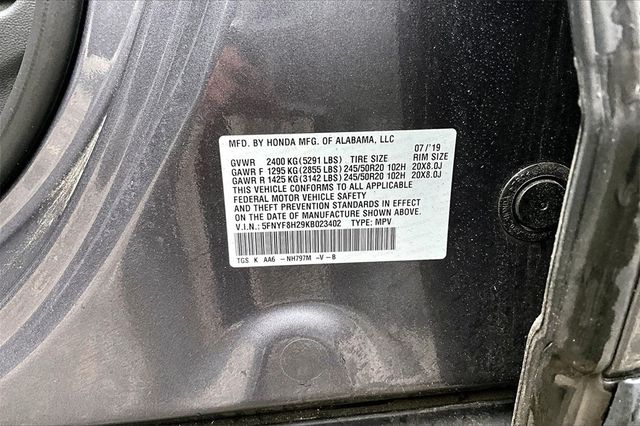 MFD. BY HONDA MFG. OF ALABAMA, LLC 07/'19
GVWR 2400 KG(5291 LBS) TIRE SIZE RIM SIZE
GAWR F 1295 KG(2855 LBS)245/50R20 102H 20X8.0J
GAWR R 1425 KG(3142 LBS)245/50R20 102H 20X8.0J
THIS VEHICLE CONFORMS TO ALL APPLICABLE
FEDERAL MOTOR VEHICLE SAFETY
AND THEFT PREVENTION STANDARDS IN EFFECT
ON THE DATE OF MANUFACTURE SHOWN ABOVE.
V.I.N.: 5FNYF8H29KB023402 TYPE: MPV
TGS K AA6 -NH797M -V-B